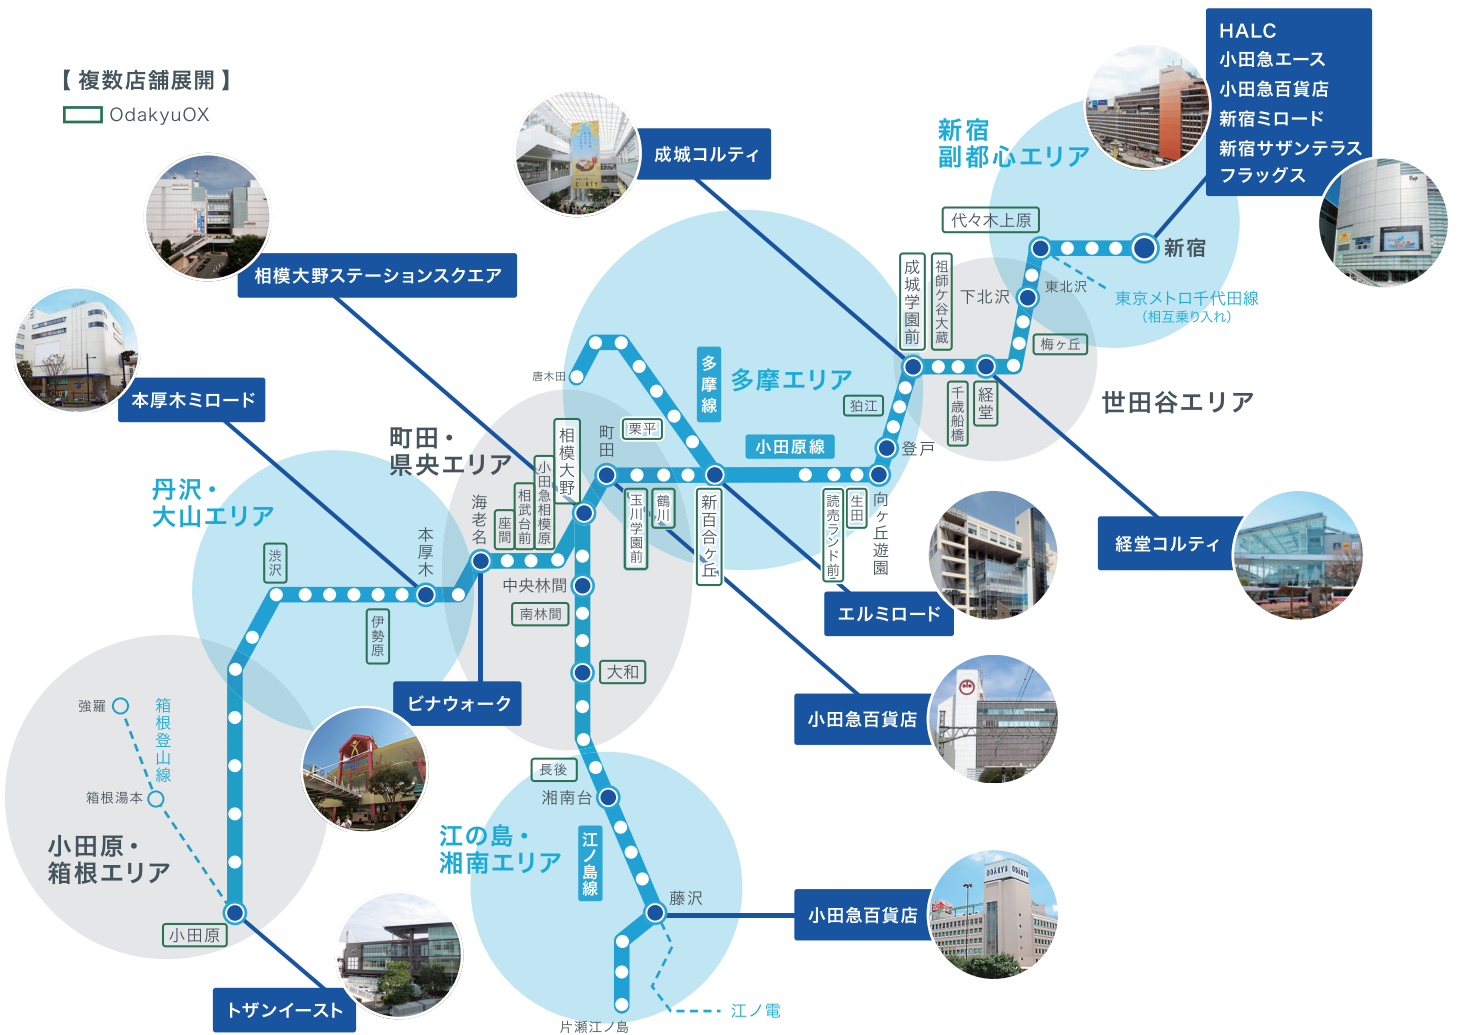 【 複数店舗展開 】
OdakyuOX
HALC
小田急エース
小田急百貨店
新宿ミロード
新宿サザンテラス
フラッグス
新宿
副都心エリア
成城コルティ
相模大野ステーションスクエア
本厚木ミロード
代々木上原
新宿
東北沢
下北沢
東京メトロ千代田線
(相互乗り入れ)
梅ヶ丘
成城学園前
祖師ケ谷大蔵
千歳船橋
経堂
世田谷エリア
唐木田
多摩線
多摩エリア
狛江
登戸
小田原線
町田・
県央エリア
相模大野
町田
栗平
小田急相模原
相武台前
座間
海老名
玉川学園前
鶴川
新百合ヶ丘
読売ランド前
生田
向ヶ丘遊園
丹沢・
大山エリア
渋沢
本厚木
伊勢原
中央林間
南林間
大和
経堂コルティ
エルミロード
ビナウォーク
小田急百貨店
強羅
箱根登山線
箱根湯本
小田原・
箱根エリア
小田原
トザンイースト
長後
湘南台
江の島・
湘南エリア
江ノ島線
藤沢
小田急百貨店
ODAKYU
ODAKYU
江ノ電
片瀬江ノ島